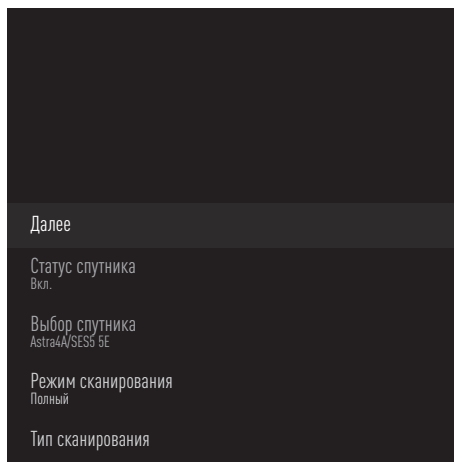 Далее
Статус спутника
Вкл.
Выбор спутника
Astra4A/SES5 5E
Режим сканирования
Полный
Тип сканирования